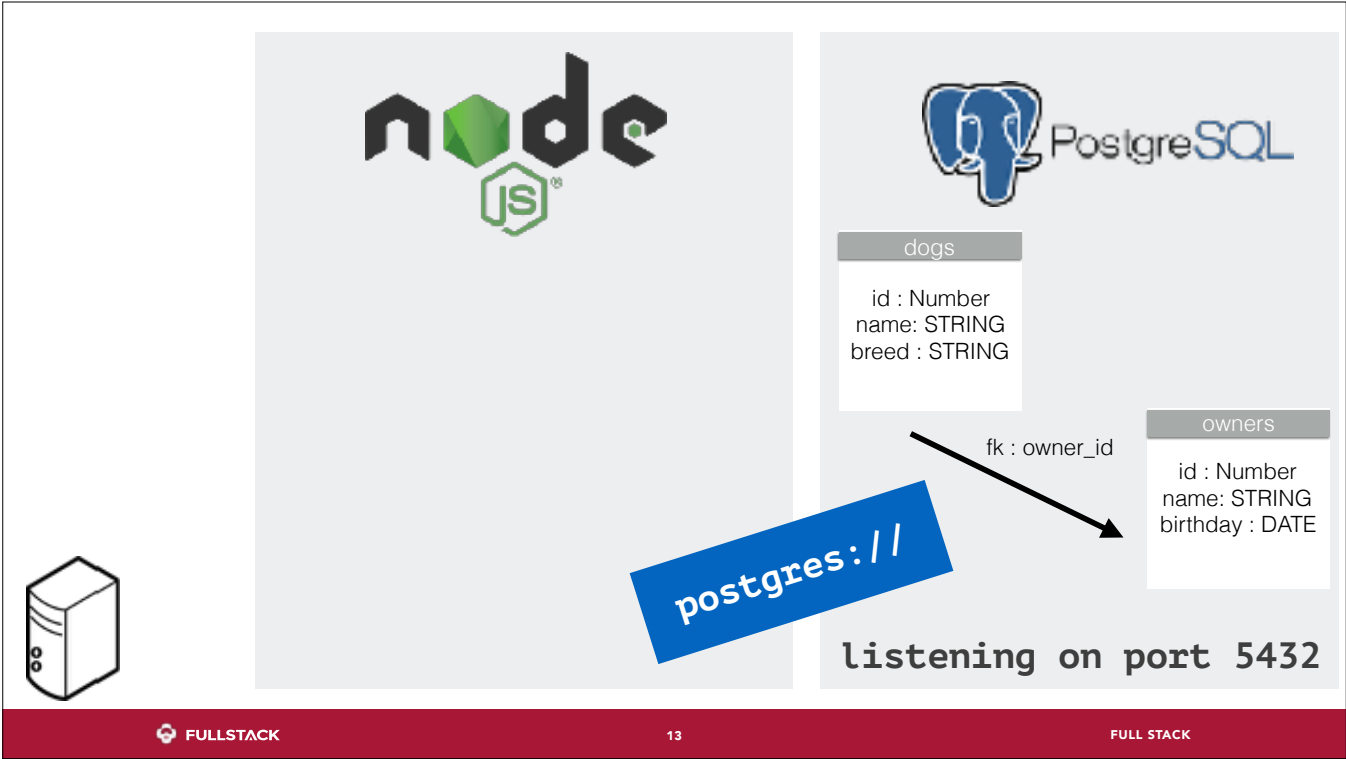 node
JS®
PostgreSQL
dogs
id : Number
name: STRING
breed : STRING
fk : owner_id
owners
id : Number
name: STRING
birthday : DATE
postgres://
listening on port 5432
FULLSTACK
13
FULL STACK